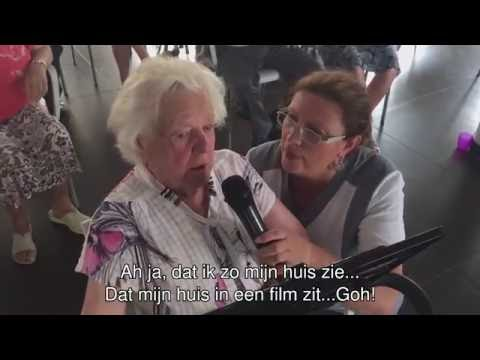 Ah ja, dat ik zo mijn huis zie...
Dat mijn huis in een film zit...Goh!